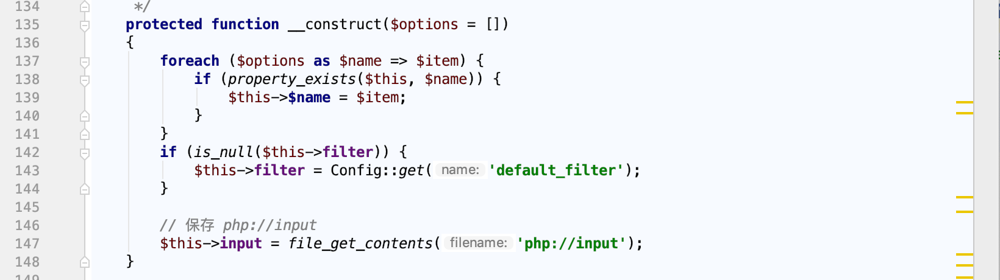 134 */
135 protected function __construct($options = [])
136 {
137 foreach ($options as $name => $item) {
138 if (property_exists($this, $name)) {
139 $this->$name = $item;
140 }
141 }
142 if (is_null($this->filter)) {
143 $this->filter = Config::get( name: 'default_filter');
144 }
145
146 // 保存 php://input
147 $this->input = file_get_contents( filename: 'php://input');
148 }
149